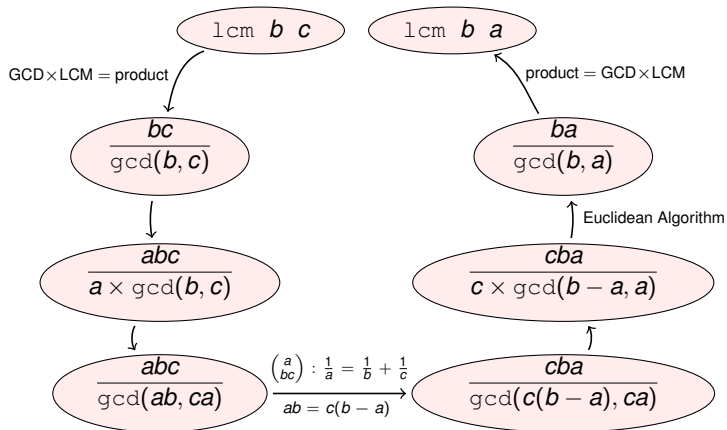 lcm b c
lcm b a
GCD×LCM = product
product = GCD×LCM
bc
gcd(b, c)
ba
gcd(b, a)
Euclidean Algorithm
abc
a × gcd(b, c)
cba
c × gcd(b − a, a)
abc
gcd(ab, ca)
(a bc) : 1/a = 1/b + 1/c
ab = c(b − a)
cba
gcd(c(b − a), ca)